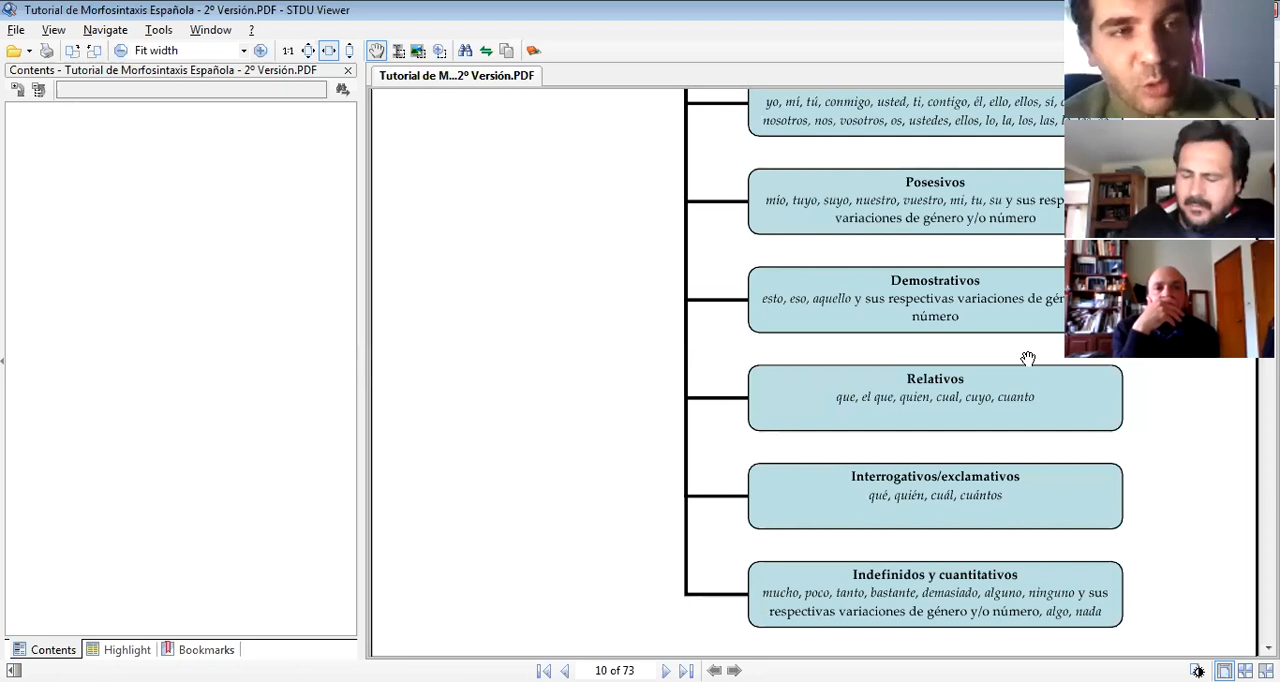 Tutorial de Morfosintaxis Española - 2º Versión.PDF - STDU Viewer
File View Navigate Tools Window ?
Fit width
1:1
Contents - Tutorial de Morfosintaxis Española - 2º Versión.PDF
Tutorial de M...2º Versión.PDF
yo, mí, tú, conmigo, usted, ti, contigo, él, ello, ellos, sí,
nosotros, nos, vosotros, os, ustedes, ellos, lo, la, los, las,
Posesivos
mío, tuyo, suyo, nuestro, vuestro, mi, tu, su y sus resp
variaciones de género y/o número
Demostrativos
esto, eso, aquello y sus respectivas variaciones de gén
número
Relativos
que, el que, quien, cual, cuyo, cuanto
Interrogativos/exclamativos
qué, quién, cuál, cuántos
Indefinidos y cuantitativos
mucho, poco, tanto, bastante, demasiado, alguno, ninguno y sus
respectivas variaciones de género y/o número, algo, nada
Contents Highlight Bookmarks
10 of 73